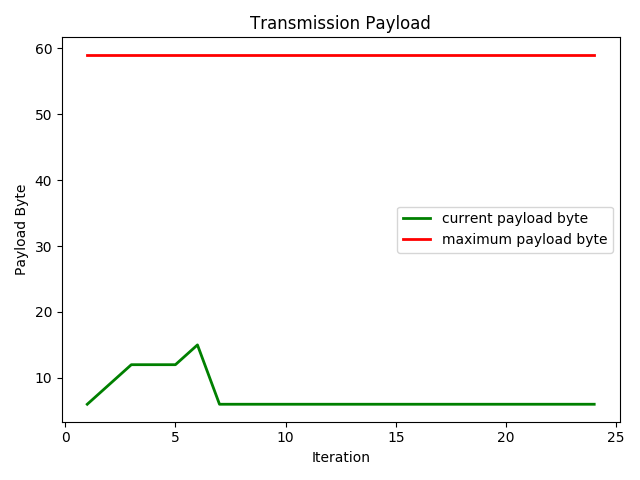 Transmission Payload
60
50
40
30
20
10
Payload Byte
current payload byte
maximum payload byte
0 5 10 15 20 25
Iteration